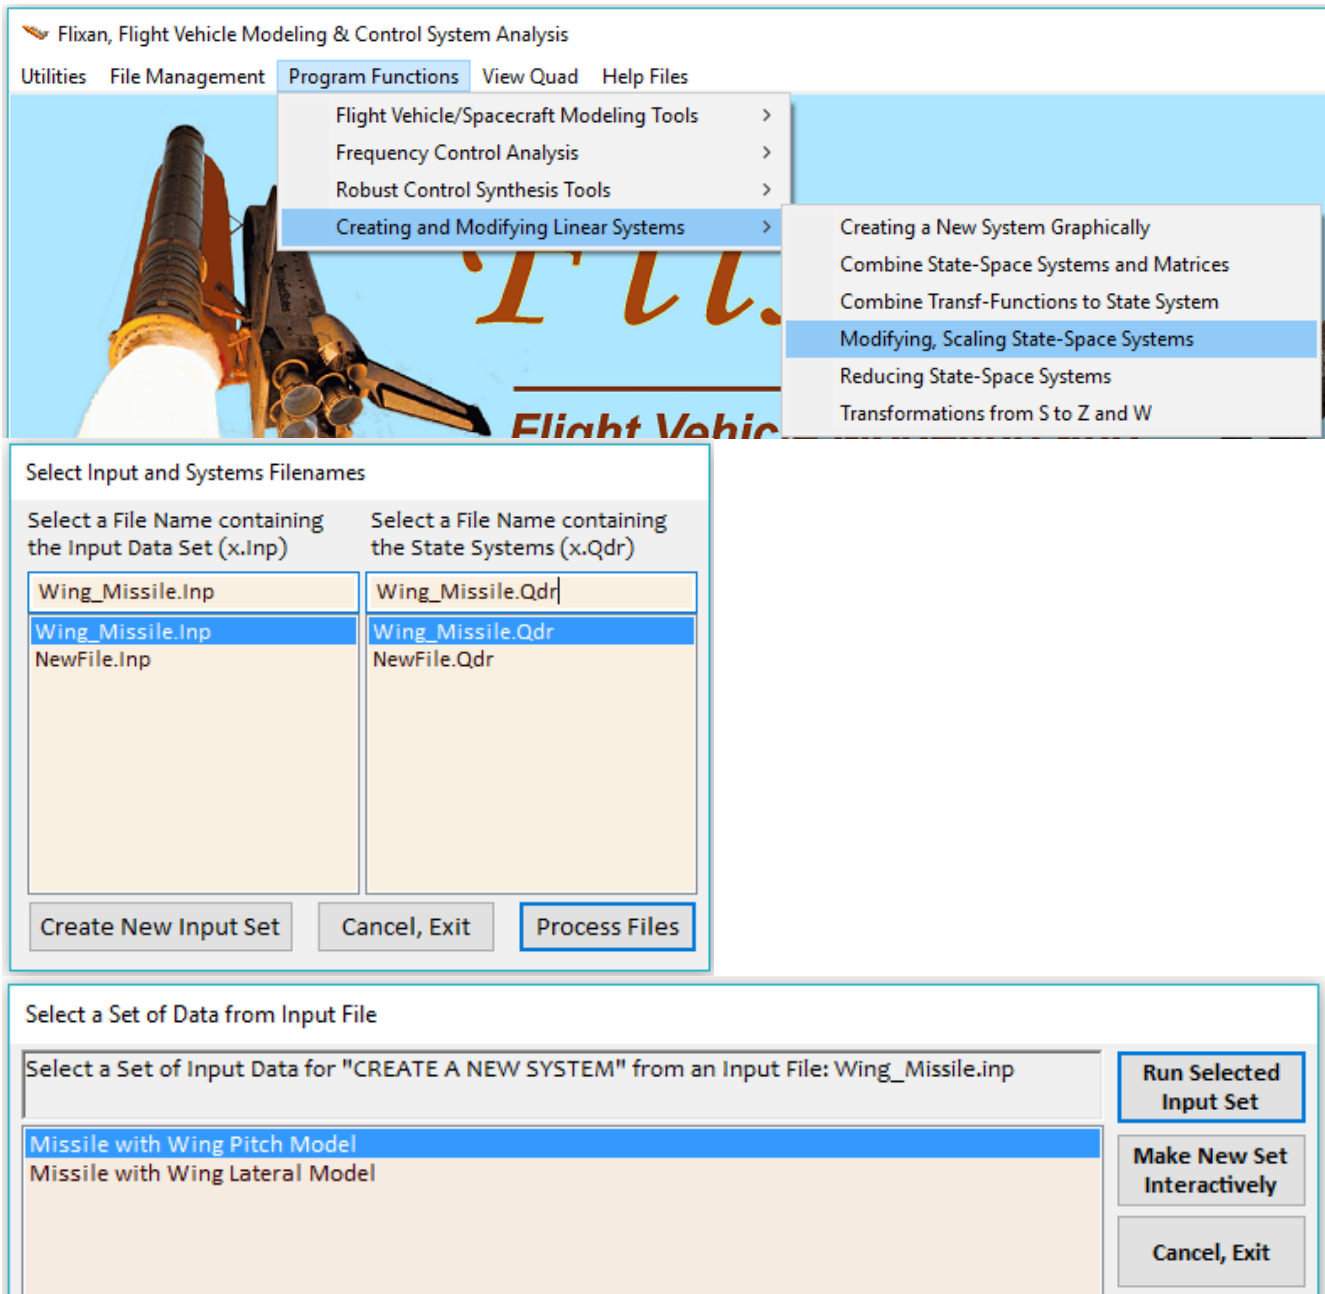 Flixan, Flight Vehicle Modeling & Control System Analysis
Utilities File Management Program Functions View Quad Help Files
Flight Vehicle/Spacecraft Modeling Tools >
Frequency Control Analysis >
Robust Control Synthesis Tools >
Creating and Modifying Linear Systems >
Creating a New System Graphically
Combine State-Space Systems and Matrices
Combine Transf-Functions to State System
Modifying, Scaling State-Space Systems
Reducing State-Space Systems
Transformations from S to Z and W
Flight Vehic
Select Input and Systems Filenames
Select a File Name containing
the Input Data Set (x.Inp)
Select a File Name containing
the State Systems (x.Qdr)
Wing_Missile.Inp
Wing_Missile.Qdr
Wing_Missile.Inp
NewFile.Inp
Wing_Missile.Qdr
NewFile.Qdr
Create New Input Set
Cancel, Exit
Process Files
Select a Set of Data from Input File
Select a Set of Input Data for "CREATE A NEW SYSTEM" from an Input File: Wing_Missile.inp
Run Selected
Input Set
Missile with Wing Pitch Model
Missile with Wing Lateral Model
Make New Set
Interactively
Cancel, Exit